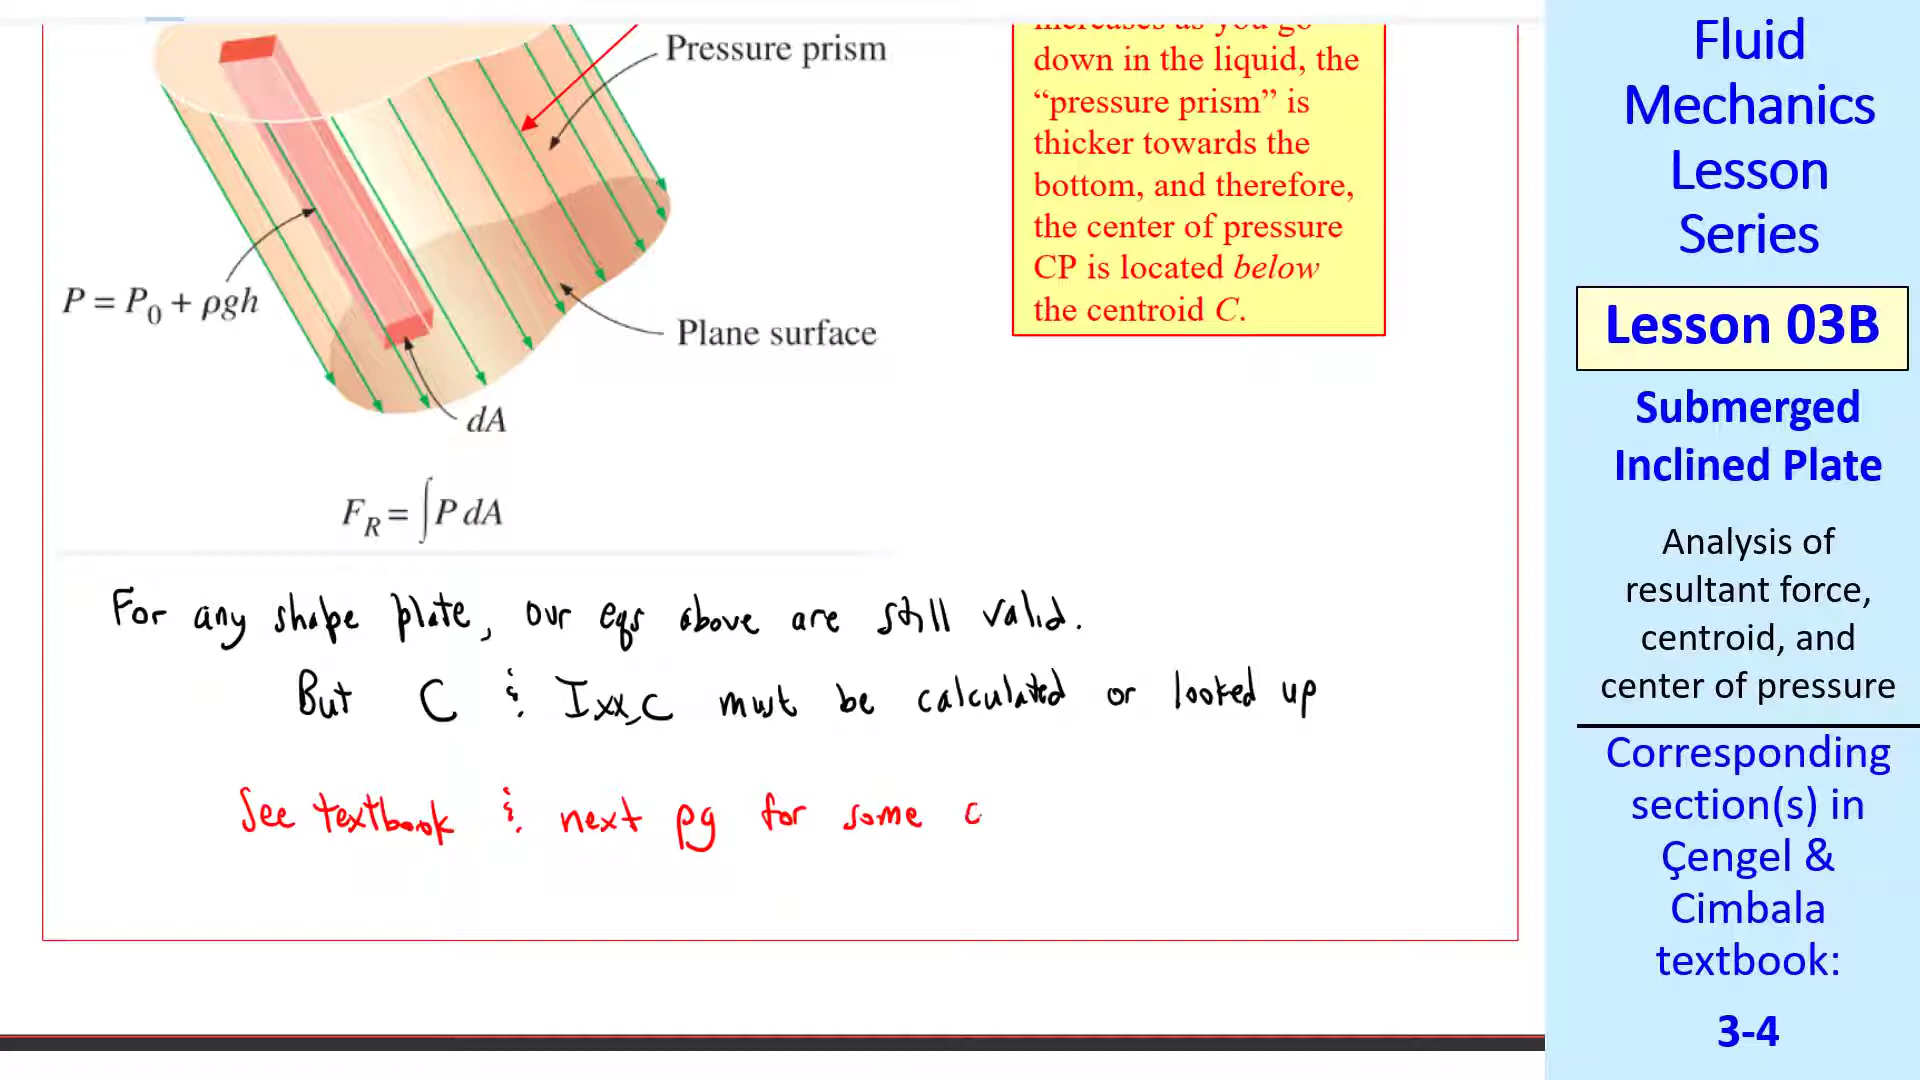 Pressure prism
P = P0 + ρgh
Plane surface
dA
FR = ∫ P dA
increases as you go
down in the liquid, the
“pressure prism” is
thicker towards the
bottom, and therefore,
the center of pressure
CP is located below
the centroid C.
For any shape plate, our eqs above are still valid.
But C & Ixx,C must be calculated or looked up
See textbook & next pg for some c
Fluid
Mechanics
Lesson
Series
Lesson 03B
Submerged
Inclined Plate
Analysis of
resultant force,
centroid, and
center of pressure
Corresponding
section(s) in
Çengel &
Cimbala
textbook:
3-4